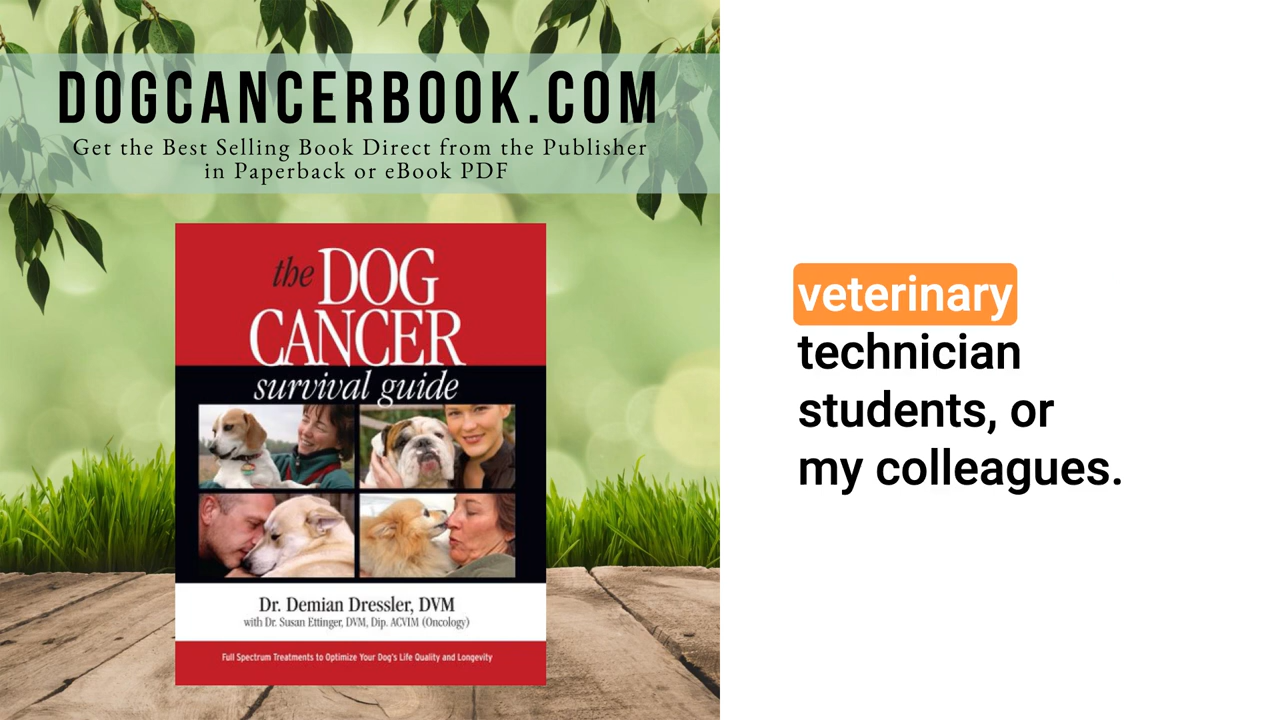 DOGCANCERBOOK.COM
Get the Best Selling Book Direct from the Publisher
in Paperback or eBook PDF
the DOG
CANCER
survival guide
Dr. Demian Dressler, DVM
with Dr. Susan Ettinger, DVM, Dip. ACVIM (Oncology)
Full Spectrum Treatments to Optimize Your Dog's Life Quality and Longevity
veterinary
technician
students, or
my colleagues.